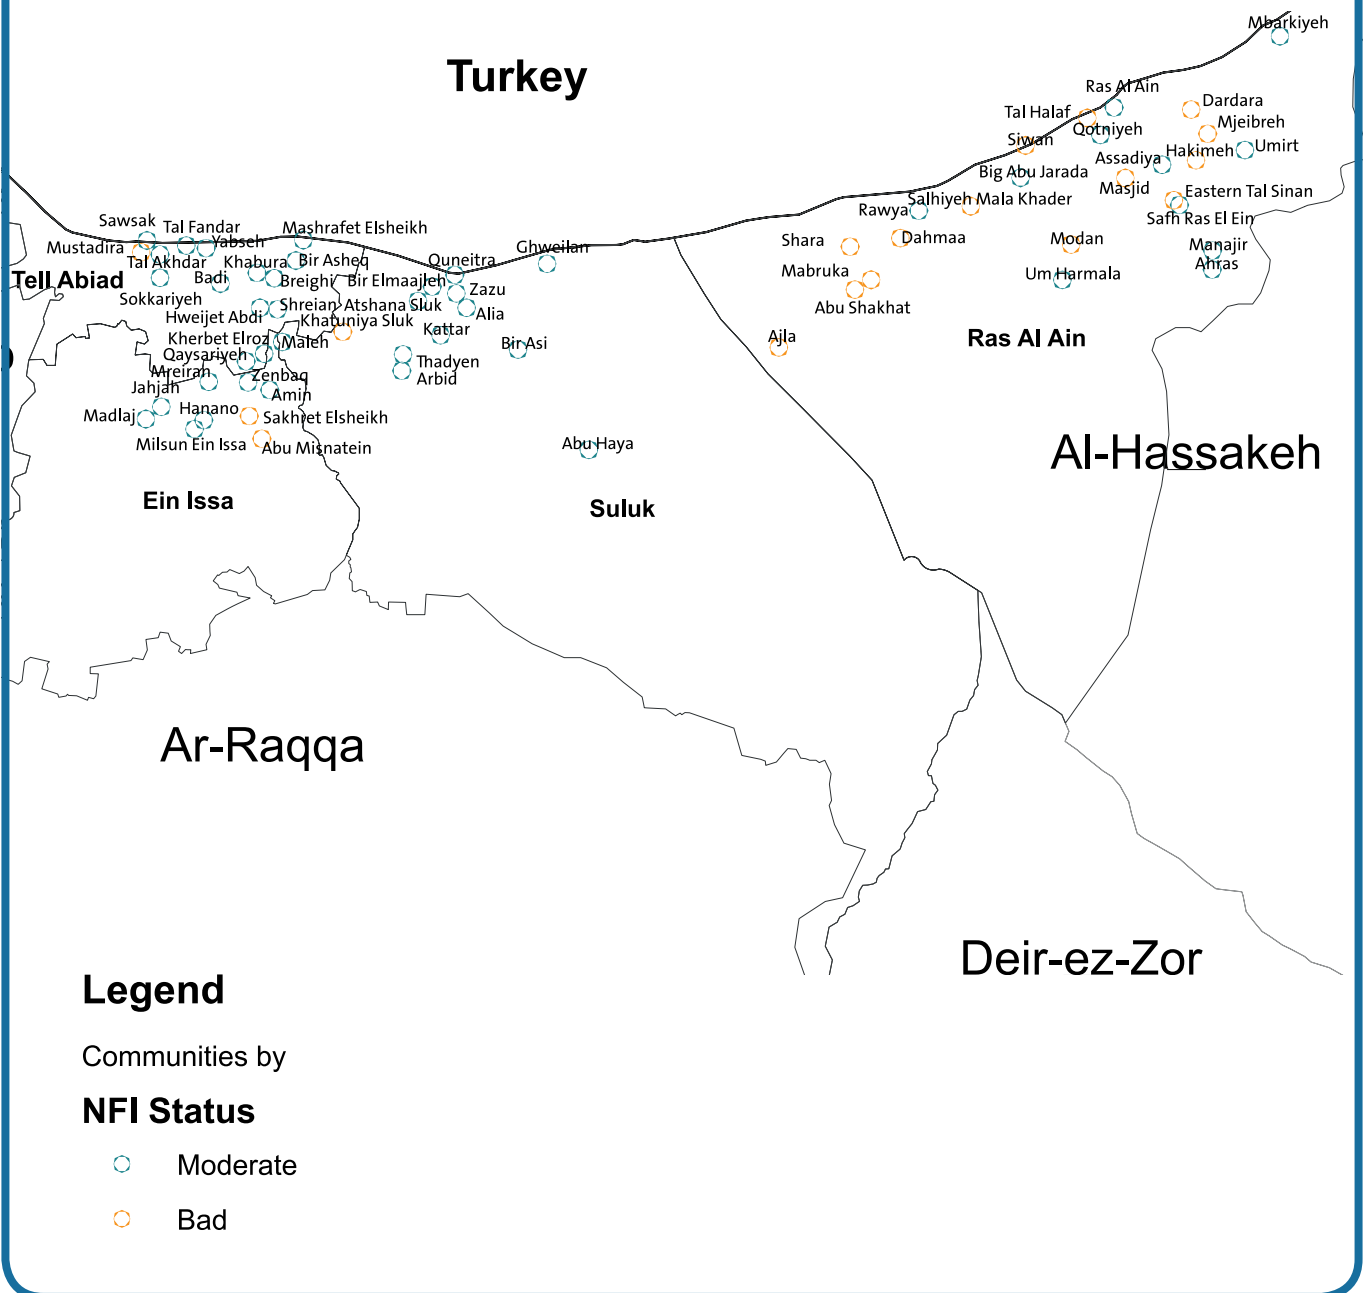 Mbarkiyeh
Turkey
Ras Al Ain
Dardara
Tal Halaf
Mjeibreh
Qotniyeh
Siwan
Umirt
Hakimeh
Assadiya
Big Abu Jarada
Masjid
Eastern Tal Sinan
Salhiyeh Mala Khader
Rawya
Safh Ras El Ein
Sawsak
Tal Fandar
Mashrafet Elsheikh
Shara
Dahmaa
Modan
Manajir
Mustadira
Yabseh
Ghweilan
Tal Akhdar
Khabura
Bir Asheq
Quneitra
Ahras
Tell Abiad
Badi
Breighi
Bir Elmaajleh
Mabruka
Um Harmala
Zazu
Sokkariyeh
Shreian
Atshana Sluk
Abu Shakhat
Hweijet Abdi
Khatuniya Sluk
Alia
Kattar
Kherbet Elroz
Maleh
Bir Asi
Ajla
Ras Al Ain
Qaysariyeh
Thadyen
Mreiran
Zenbaq
Arbid
Jahjah
Amin
Madlaj
Hanano
Sakhret Elsheikh
Milsun Ein Issa
Abu Misnatein
Abu Haya
Al-Hassakeh
Ein Issa
Suluk
Ar-Raqqa
Deir-ez-Zor
Legend
Communities by
NFI Status
Moderate
Bad